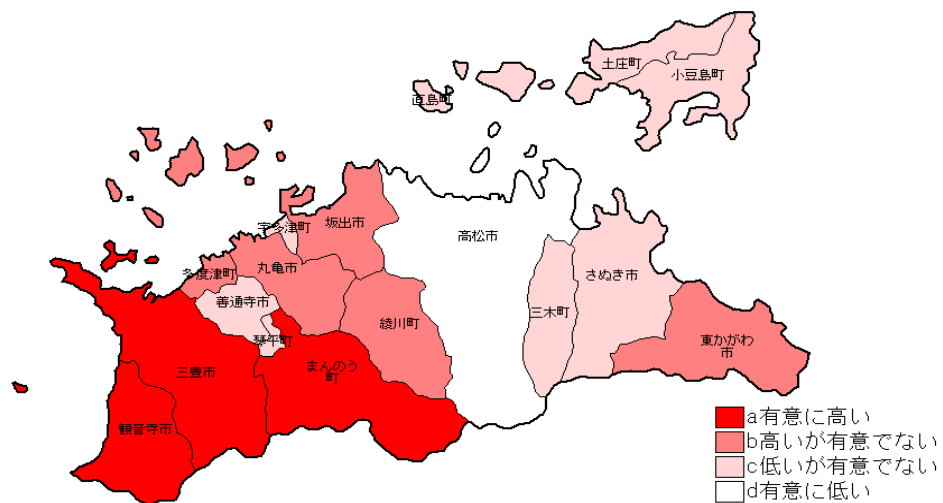 土庄町
小豆島町
直島町
宇多津町
坂出市
高松市
多度津町
丸亀市
さぬき市
善通寺市
三木町
綾川町
琴平町
東かがわ
市
まんのう
町
三豊市
観音寺市
a有意に高い
b高いが有意でない
c低いが有意でない
d有意に低い